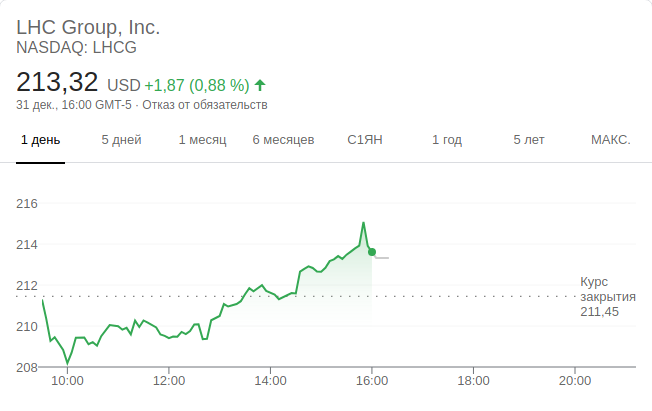 LHC Group, Inc.
NASDAQ: LHCG
213,32 USD +1,87 (0,88 %)
31 дек., 16:00 GMT-5 · Отказ от обязательств
1 день 5 дней 1 месяц 6 месяцев С1ЯН 1 год 5 лет МАКС.
216
214
212
Курс
закрытия
211,45
210
208
10:00 12:00 14:00 16:00 18:00 20:00